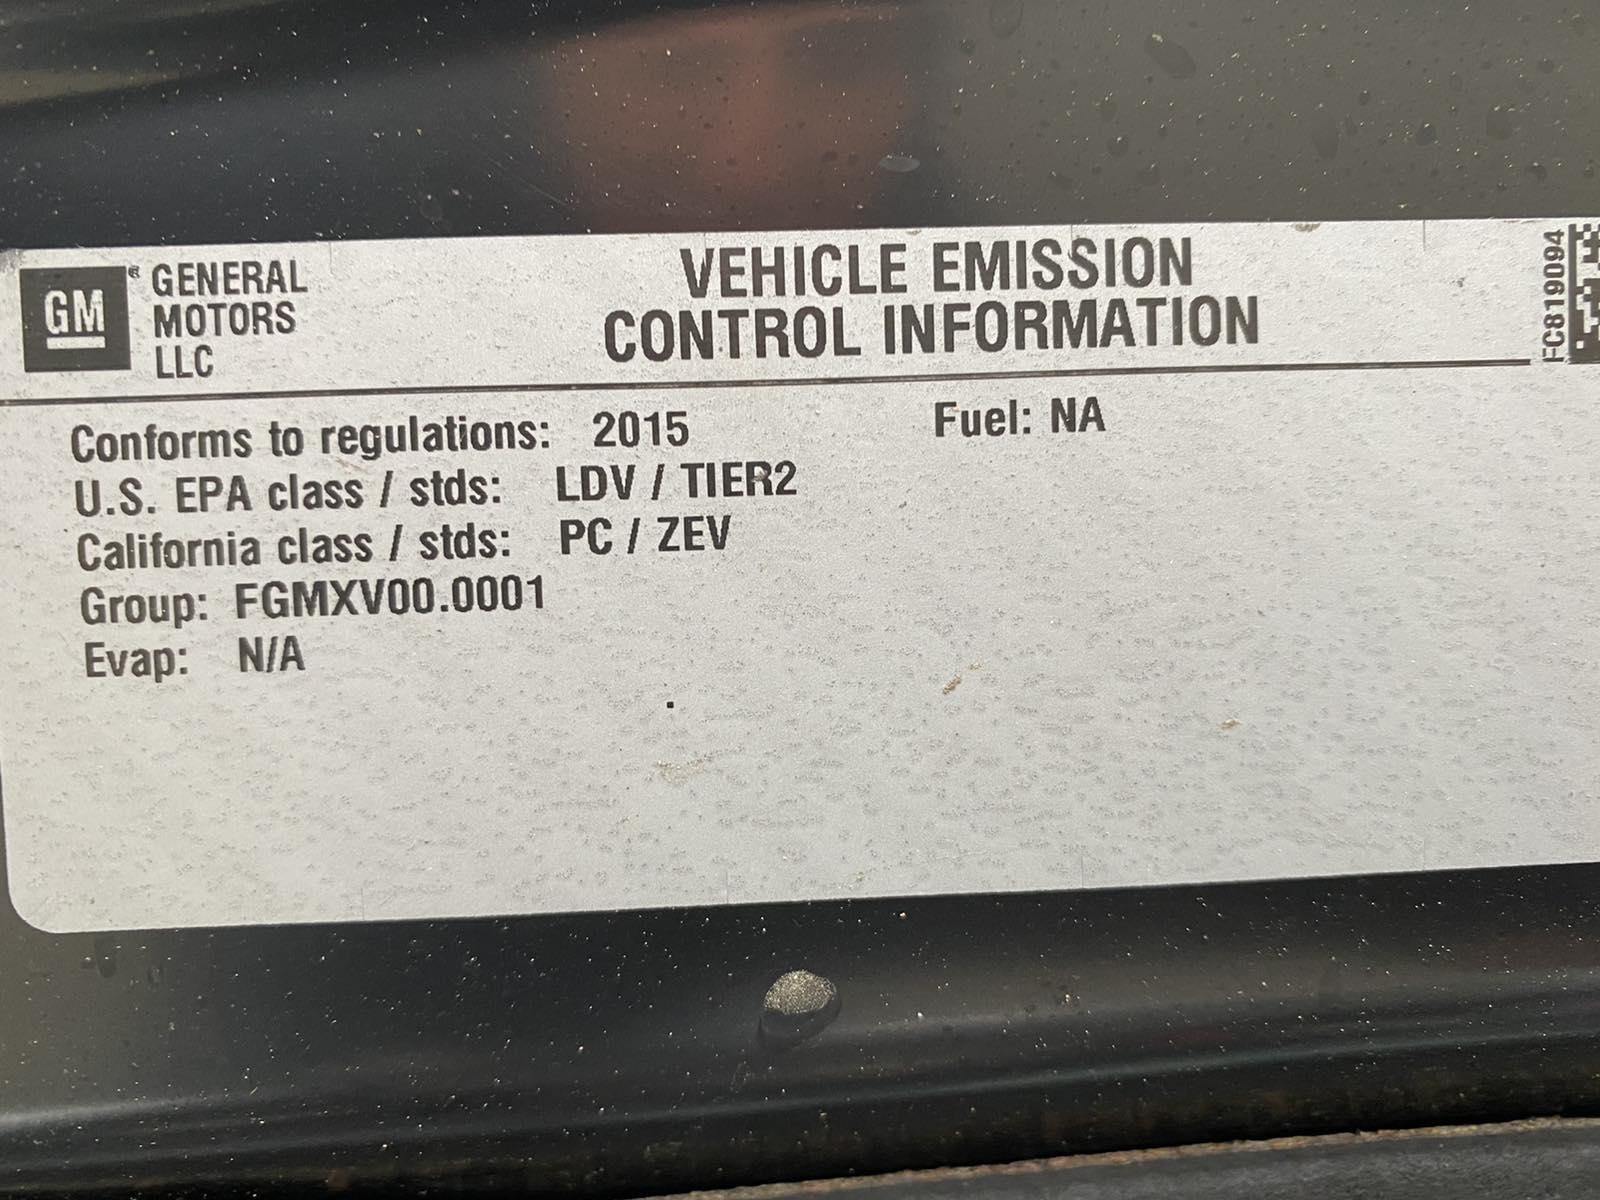 GM ® GENERAL
MOTORS
LLC
VEHICLE EMISSION
CONTROL INFORMATION
FC819094
Conforms to regulations: 2015 Fuel: NA
U.S. EPA class / stds: LDV / TIER2
California class / stds: PC / ZEV
Group: FGMXV00.0001
Evap: N/A